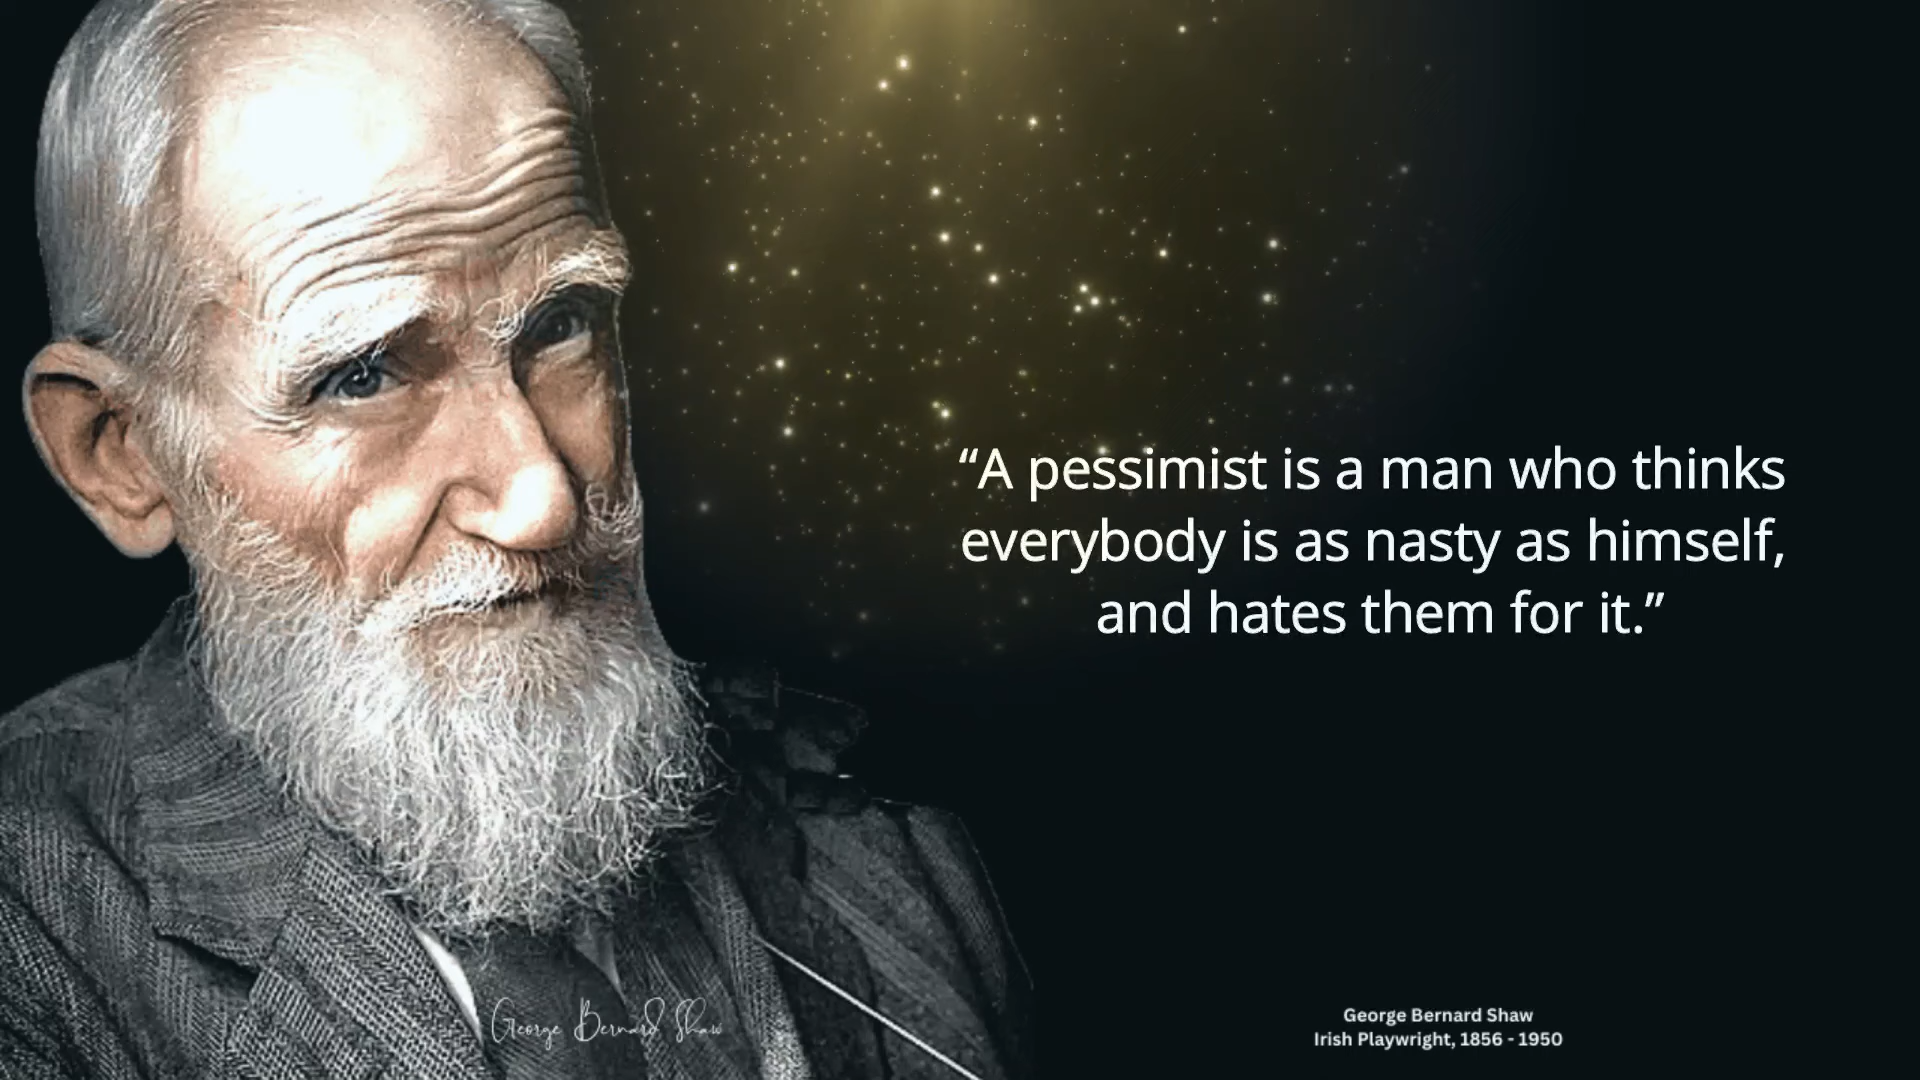 “A pessimist is a man who thinks
everybody is as nasty as himself,
and hates them for it.”
George Bernard Shaw
George Bernard Shaw
Irish Playwright, 1856 - 1950